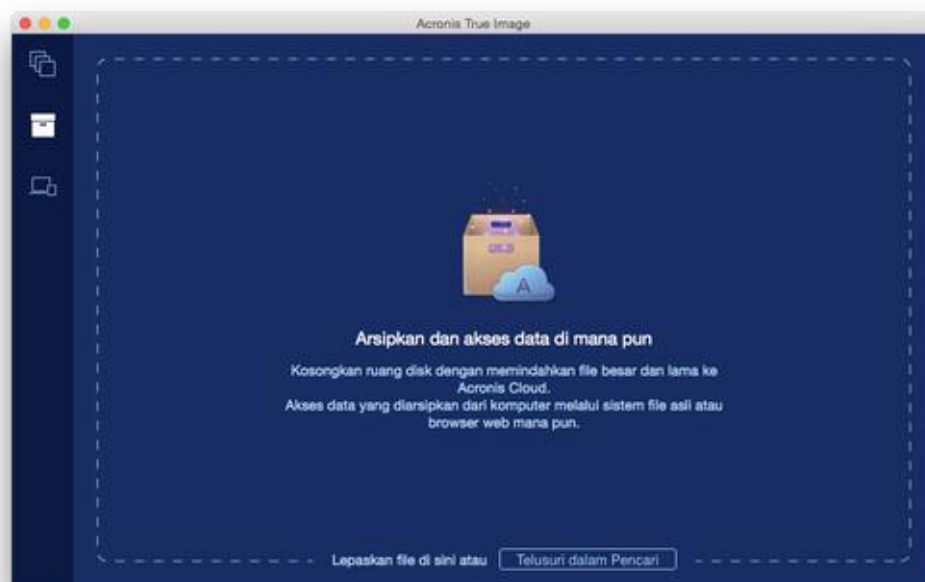 Acronis True Image
A
Arsipkan dan akses data di mana pun
Kosongkan ruang disk dengan memindahkan file besar dan lama ke
Acronis Cloud.
Akses data yang diarsipkan dari komputer melalui sistem file asli atau
browser web mana pun.
Lepaskan file di sini atau
Telusuri dalam Pencari